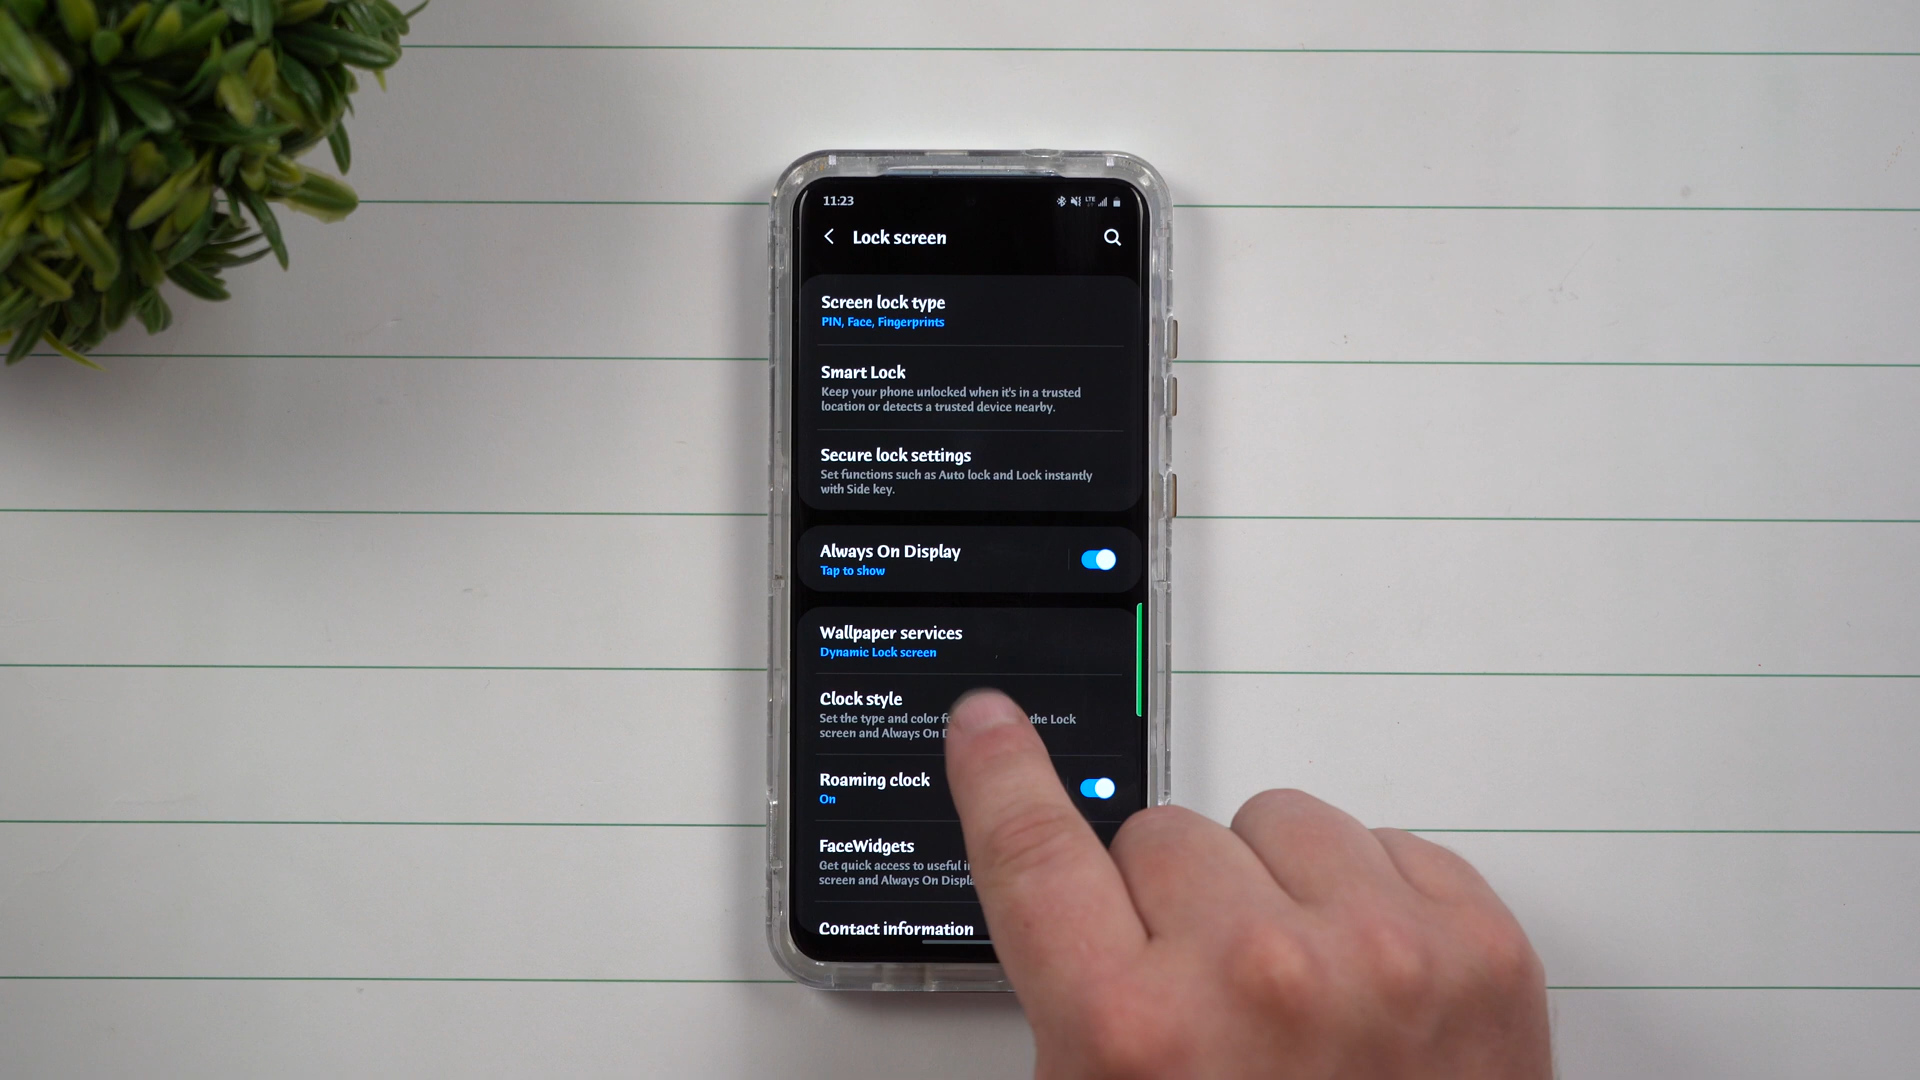 11:23
LTE
Lock screen
Screen lock type
PIN, Face, Fingerprints
Smart Lock
Keep your phone unlocked when it's in a trusted
location or detects a trusted device nearby.
Secure lock settings
Set functions such as Auto lock and Lock instantly
with Side key.
Always On Display
Tap to show
Wallpaper services
Dynamic Lock screen
Clock style
Set the type and color the Lock
screen and Always On
Roaming clock
On
FaceWidgets
Get quick access to useful
screen and Always On
Contact information